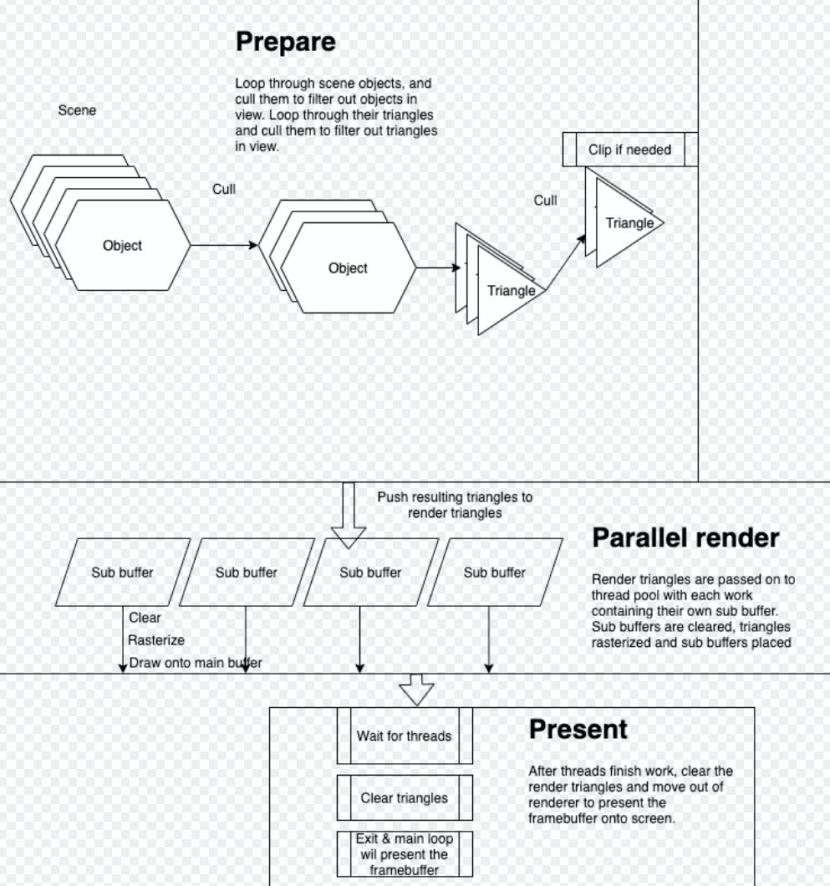 Prepare
Loop through scene objects, and
cull them to filter out objects in
view. Loop through their triangles
and cull them to filter out triangles
in view.
Scene
Clip if needed
Cull
Cull
Triangle
Object
Object
Triangle
Push resulting triangles to
render triangles
Parallel render
Sub buffer
Sub buffer
Sub buffer
Sub buffer
Render triangles are passed on to
thread pool with each work
containing their own sub buffer.
Sub buffers are cleared, triangles
rasterized and sub buffers placed
Clear
Rasterize
Draw onto main buffer
Present
Wait for threads
After threads finish work, clear the
render triangles and move out of
renderer to present the
framebuffer onto screen.
Clear triangles
Exit & main loop
wil present the
framebuffer